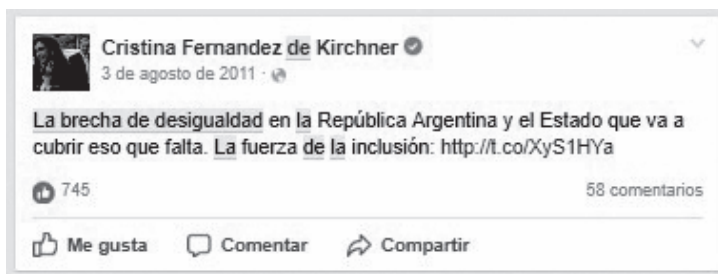 Cristina Fernandez de Kirchner
3 de agosto de 2011 ·
La brecha de desigualdad en la República Argentina y el Estado que va a
cubrir eso que falta. La fuerza de la inclusión: http://t.co/XyS1HYa
745 58 comentarios
Me gusta Comentar Compartir